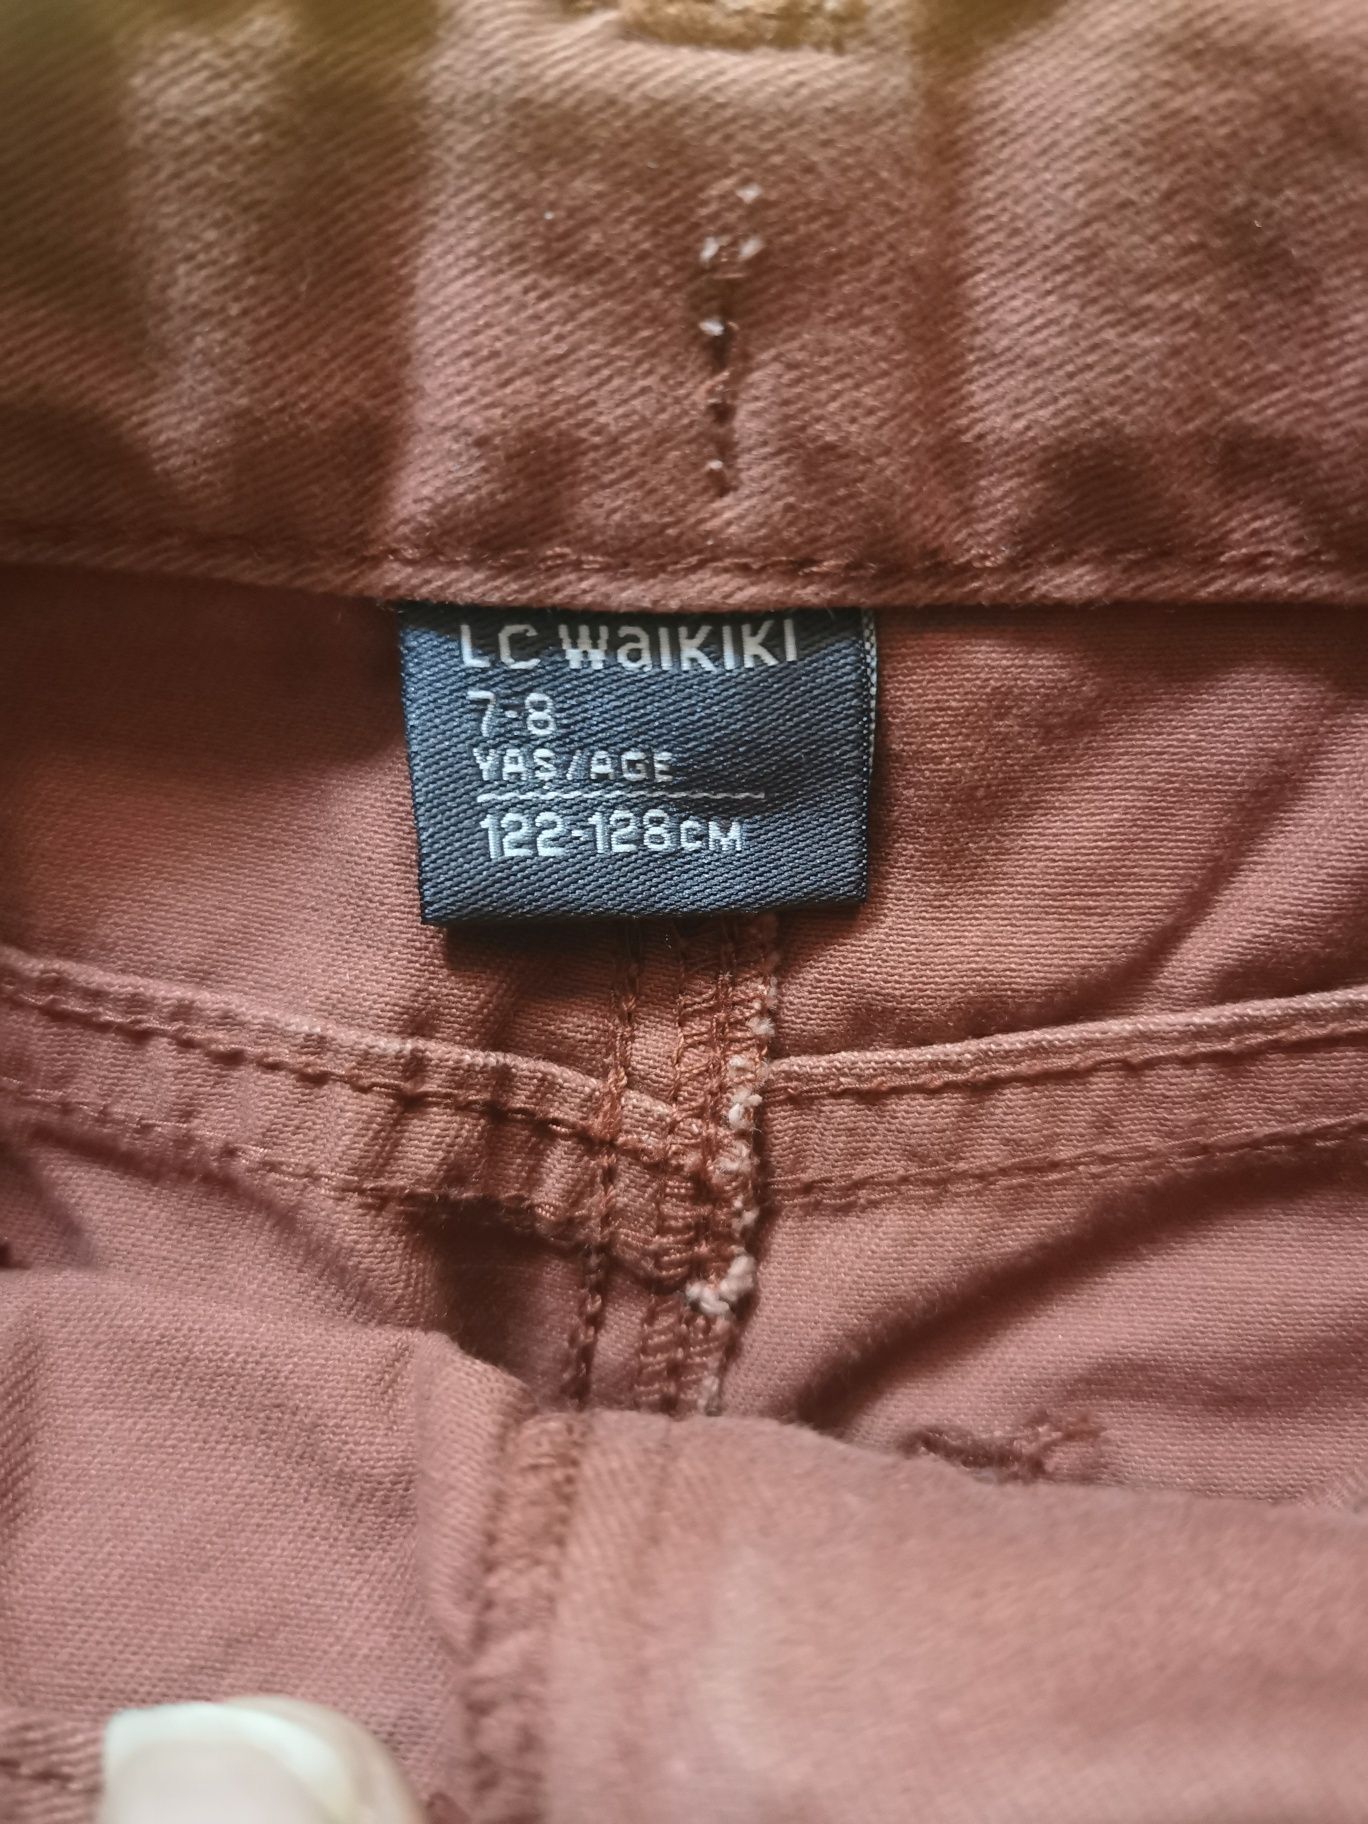 LC WaiKiKi
7-8
YAŞ/AGE
122-128CM